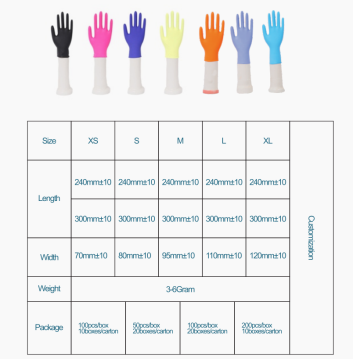 Size XS S M L XL
Length 240mm±10 240mm±10 240mm±10 240mm±10 240mm±10
300mm±10 300mm±10 300mm±10 300mm±10 300mm±10
Width 70mm±10 80mm±10 95mm±10 110mm±10 120mm±10
Weight 3-6Gram
Package 100pcs/box 50pcs/box 100pcs/box 200pcs/box
10boxes/carton 20boxes/carton 20boxes/carton 10boxes/carton
Customization